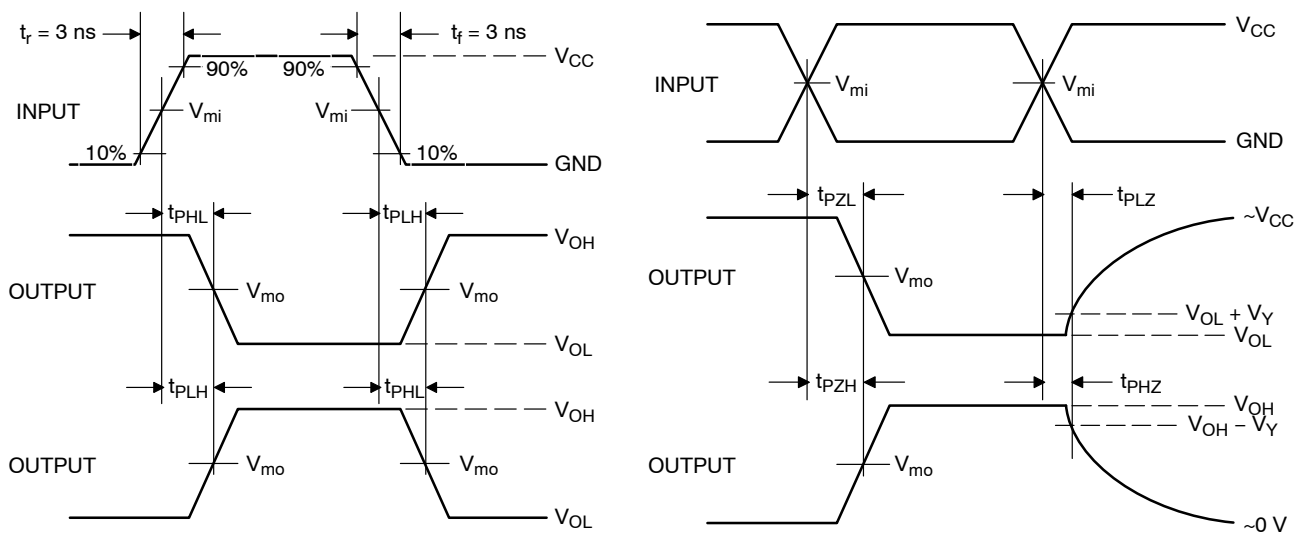 t_r = 3 ns
t_f = 3 ns
V_CC
90%
90%
INPUT
V_mi
V_mi
10%
10%
GND
t_PHL
t_PLH
V_OH
OUTPUT
V_mo
V_mo
V_OL
t_PLH
t_PHL
V_OH
OUTPUT
V_mo
V_mo
V_OL
V_CC
INPUT
V_mi
V_mi
GND
t_PZL
t_PLZ
~V_CC
OUTPUT
V_mo
V_OL + V_Y
V_OL
t_PZH
t_PHZ
V_OH
V_OH − V_Y
OUTPUT
V_mo
~0 V